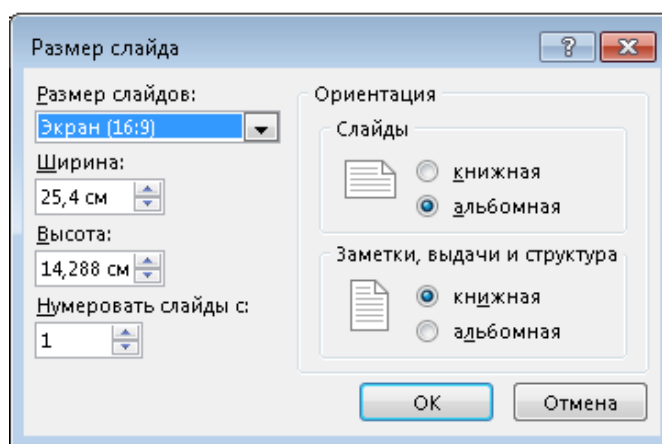 Размер слайда
Размер слайдов:
Экран (16:9)
Ширина:
25,4 см
Высота:
14,288 см
Нумеровать слайды с:
1
Ориентация
Слайды
книжная
альбомная
Заметки, выдачи и структура
книжная
альбомная
ОК
Отмена